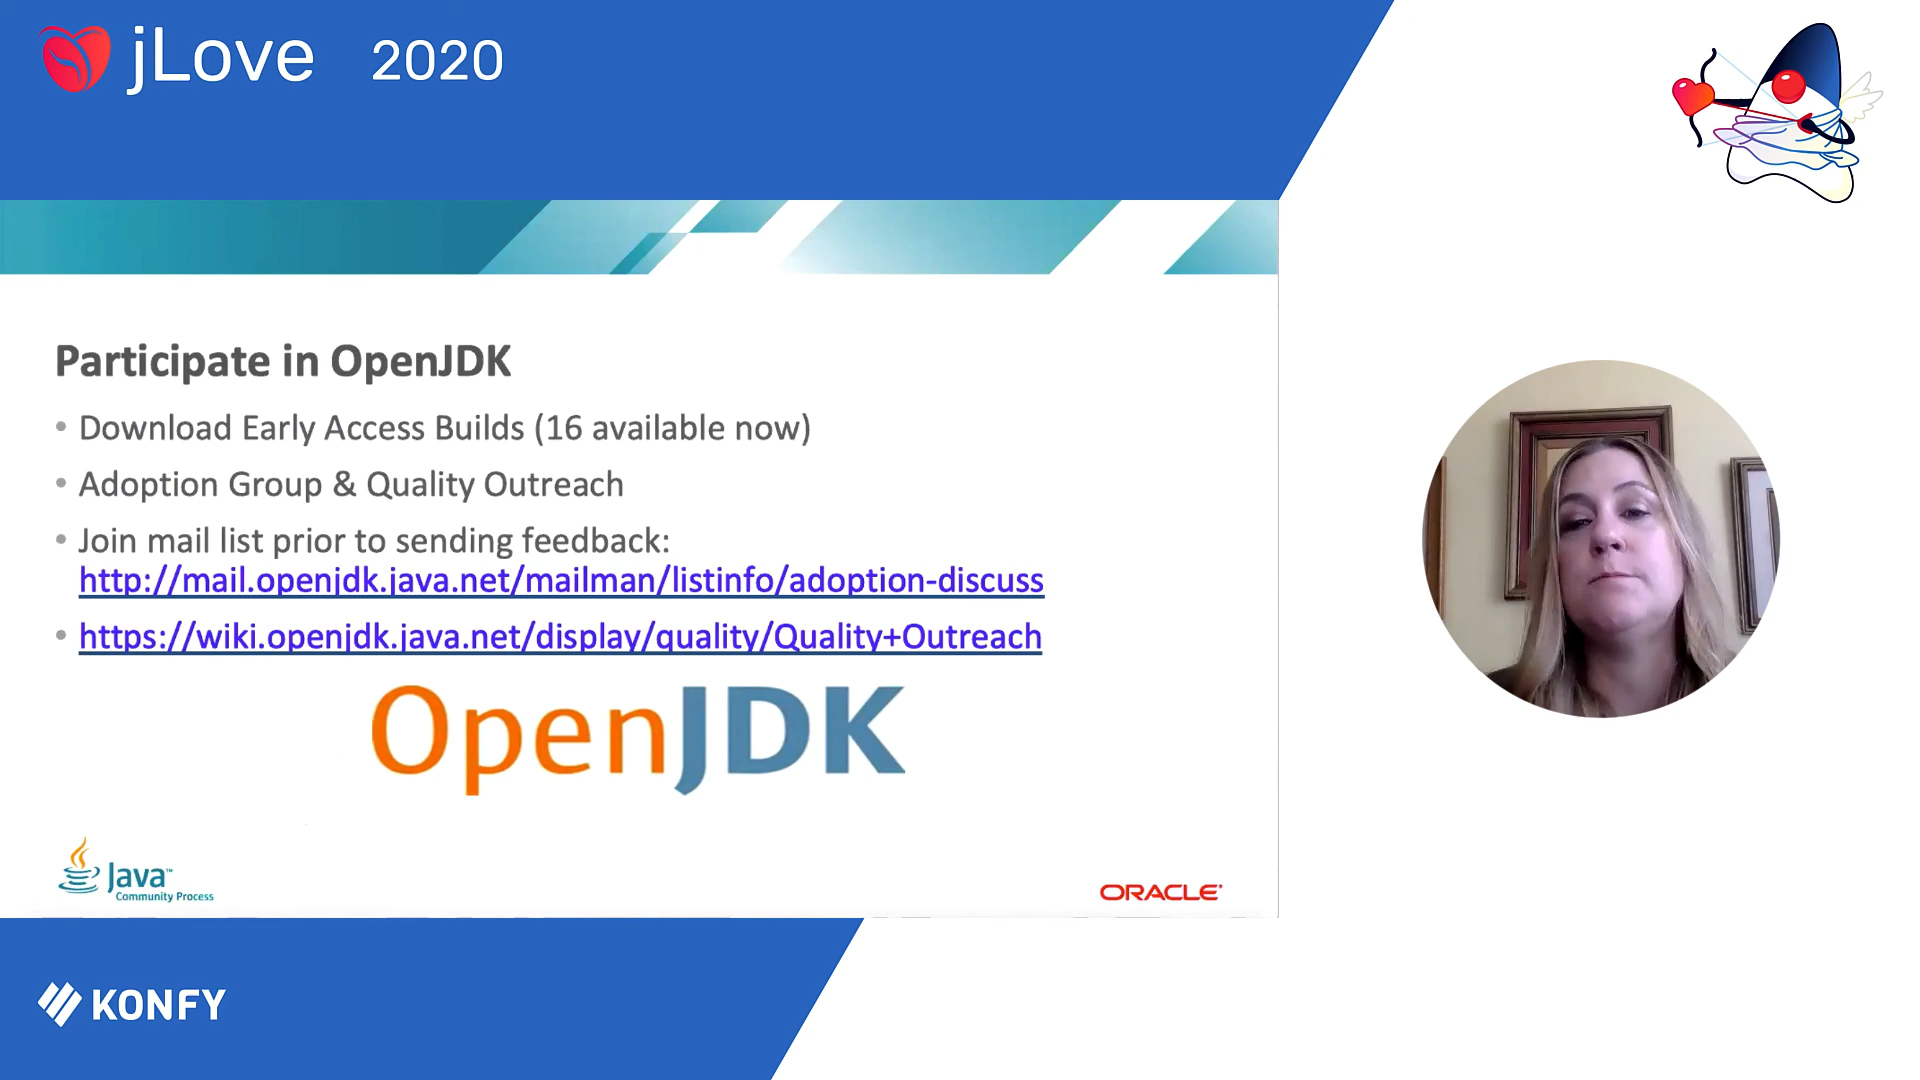 jLove 2020
Participate in OpenJDK
• Download Early Access Builds (16 available now)
• Adoption Group & Quality Outreach
• Join mail list prior to sending feedback:
http://mail.openjdk.java.net/mailman/listinfo/adoption-discuss
• https://wiki.openjdk.java.net/display/quality/Quality+Outreach
OpenJDK
Java™
Community Process
ORACLE®
KONFY